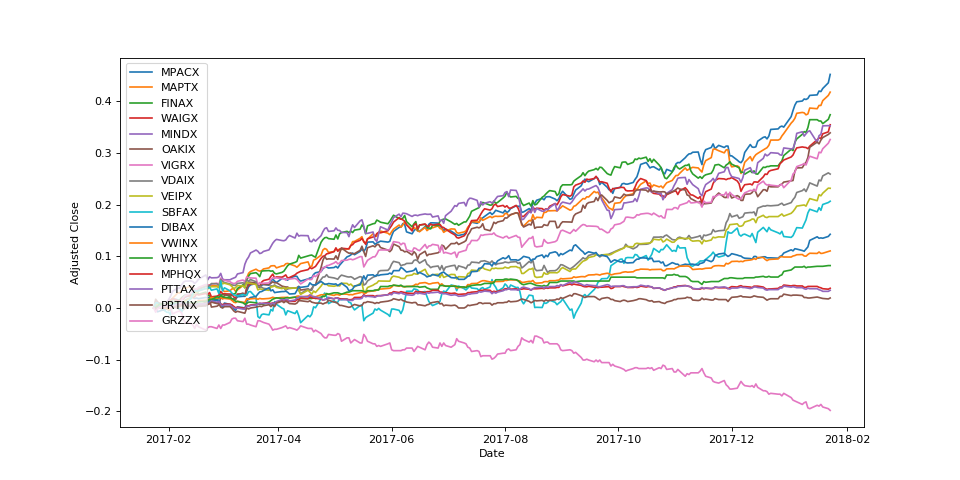 0.4
0.3
0.2
0.1
0.0
−0.1
−0.2
Adjusted Close
MPACX
MAPTX
FINAX
WAIGX
MINDX
OAKIX
VIGRX
VDAIX
VEIPX
SBFAX
DIBAX
VWINX
WHIYX
MPHQX
PTTAX
PRTNX
GRZZX
2017-02 2017-04 2017-06 2017-08 2017-10 2017-12 2018-02
Date